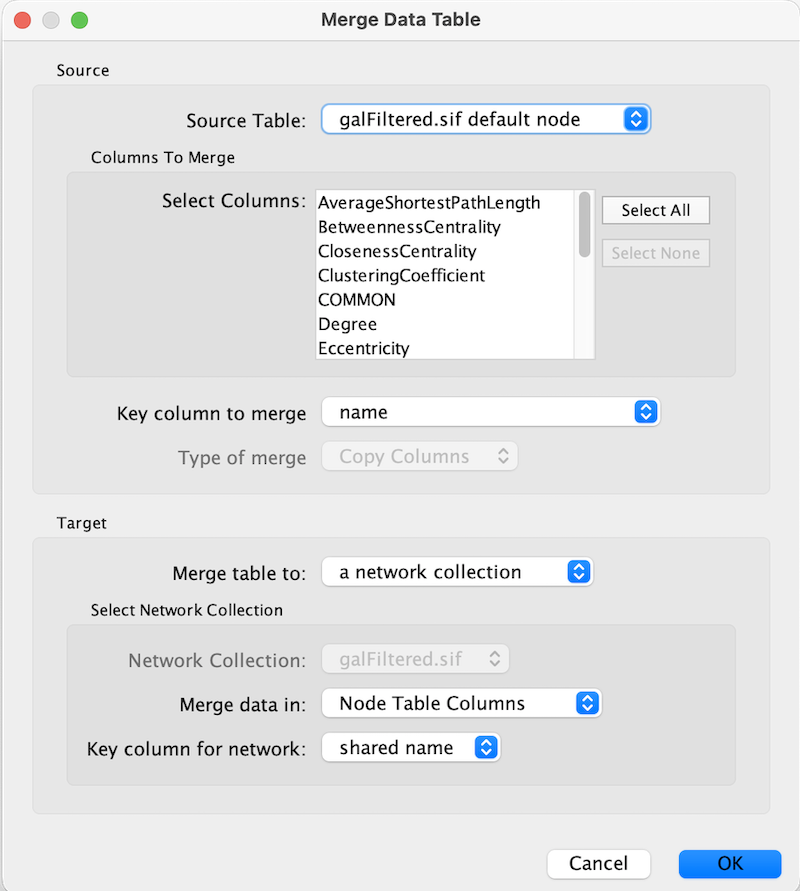 Merge Data Table
Source
Source Table: galFiltered.sif default node
Columns To Merge
Select Columns: AverageShortestPathLength Select All
BetweennessCentrality
ClosenessCentrality Select None
ClusteringCoefficient
COMMON
Degree
Eccentricity
Key column to merge name
Type of merge Copy Columns
Target
Merge table to: a network collection
Select Network Collection
Network Collection: galFiltered.sif
Merge data in: Node Table Columns
Key column for network: shared name
Cancel OK